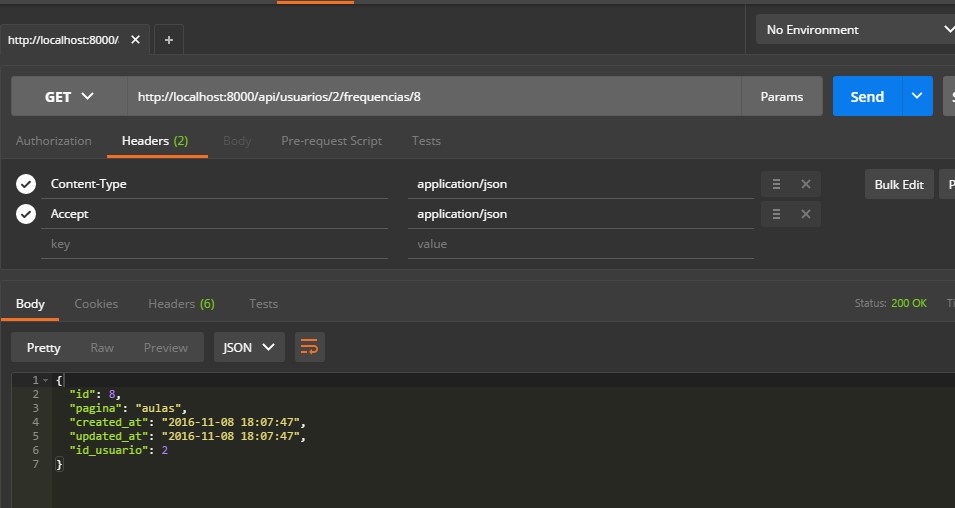 http://localhost:8000/ ✕ +
No Environment
GET http://localhost:8000/api/usuarios/2/frequencias/8 Params Send
Authorization Headers (2) Body Pre-request Script Tests
Content-Type application/json Bulk Edit
Accept application/json
key value
Body Cookies Headers (6) Tests Status: 200 OK
Pretty Raw Preview JSON
1 {
2 "id": 8,
3 "pagina": "aulas",
4 "created_at": "2016-11-08 18:07:47",
5 "updated_at": "2016-11-08 18:07:47",
6 "id_usuario": 2
7 }